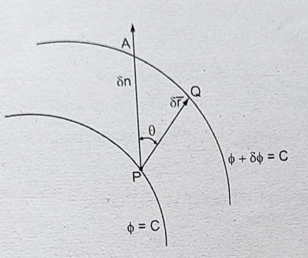 A
δn
Q
δr̅
θ
ϕ + δϕ = C
P
ϕ = C